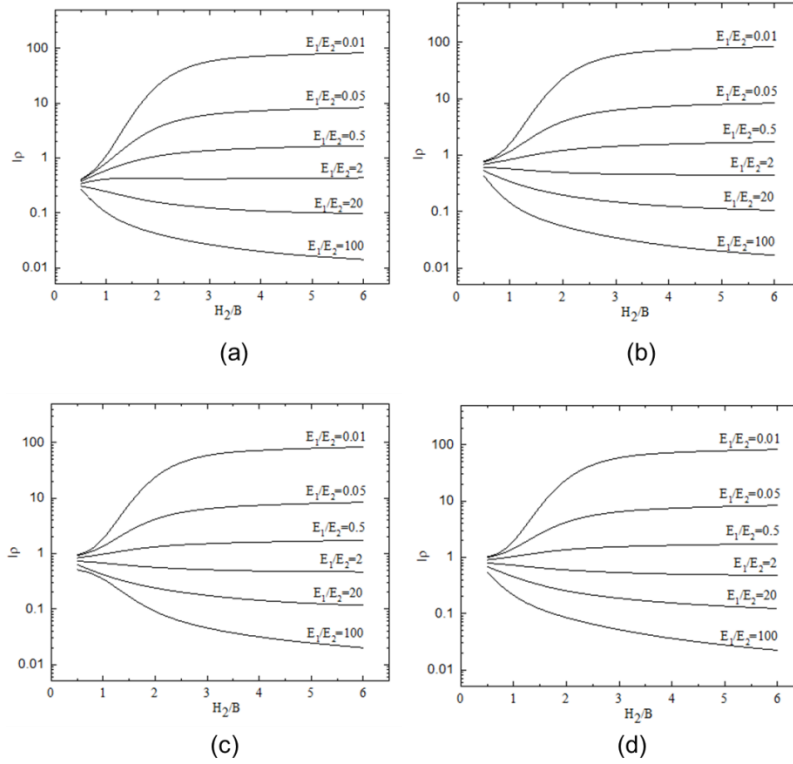 100
10
1
0.1
0.01
Iρ
E₁/E₂=0.01
E₁/E₂=0.05
E₁/E₂=0.5
E₁/E₂=2
E₁/E₂=20
E₁/E₂=100
0 1 2 3 4 5 6
H₂/B
(a)
100
10
1
0.1
0.01
Iρ
E₁/E₂=0.01
E₁/E₂=0.05
E₁/E₂=0.5
E₁/E₂=2
E₁/E₂=20
E₁/E₂=100
0 1 2 3 4 5 6
H₂/B
(b)
100
10
1
0.1
0.01
Iρ
E₁/E₂=0.01
E₁/E₂=0.05
E₁/E₂=0.5
E₁/E₂=2
E₁/E₂=20
E₁/E₂=100
0 1 2 3 4 5 6
H₂/B
(c)
100
10
1
0.1
0.01
Iρ
E₁/E₂=0.01
E₁/E₂=0.05
E₁/E₂=0.5
E₁/E₂=2
E₁/E₂=20
E₁/E₂=100
0 1 2 3 4 5 6
H₂/B
(d)